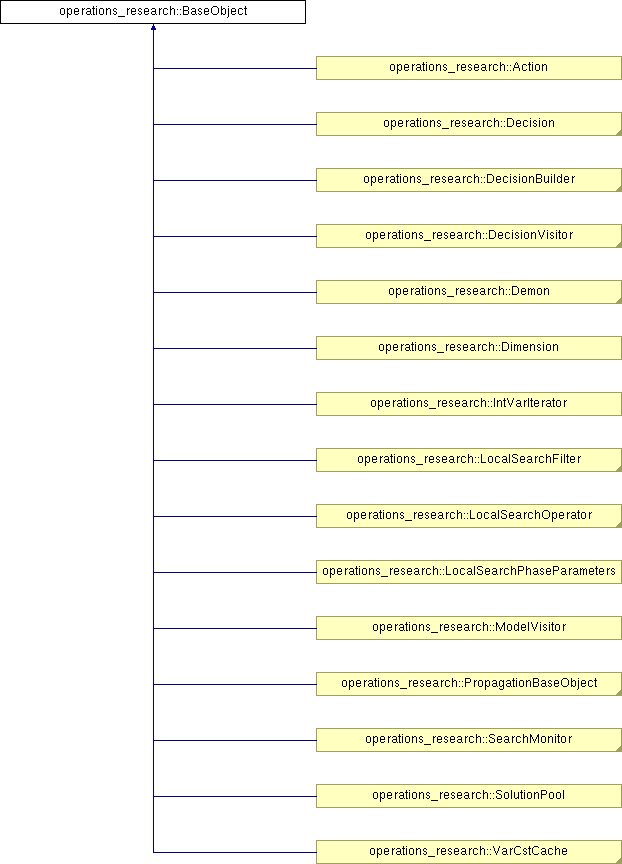 operations_research::BaseObject
operations_research::Action
operations_research::Decision
operations_research::DecisionBuilder
operations_research::DecisionVisitor
operations_research::Demon
operations_research::Dimension
operations_research::IntVarIterator
operations_research::LocalSearchFilter
operations_research::LocalSearchOperator
operations_research::LocalSearchPhaseParameters
operations_research::ModelVisitor
operations_research::PropagationBaseObject
operations_research::SearchMonitor
operations_research::SolutionPool
operations_research::VarCstCache